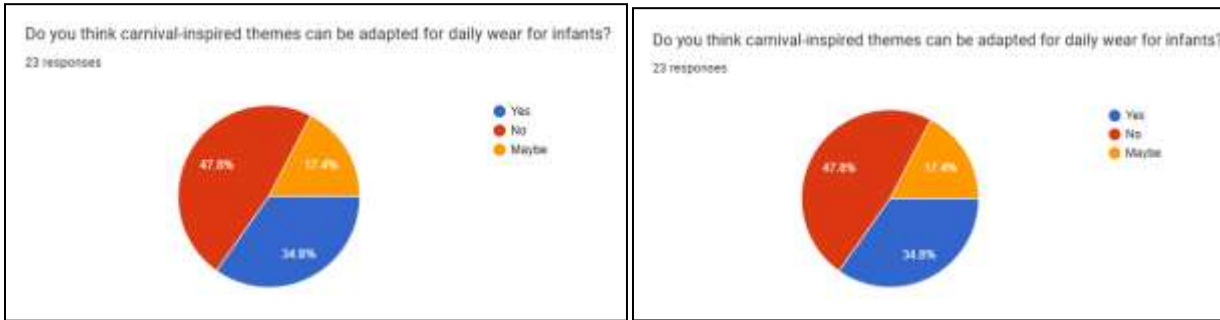 Do you think carnival-inspired themes can be adapted for daily wear for infants?
23 responses
Yes
No
Maybe
47.8%
17.4%
34.8%
Do you think carnival-inspired themes can be adapted for daily wear for infants?
23 responses
Yes
No
Maybe
47.8%
17.4%
34.8%